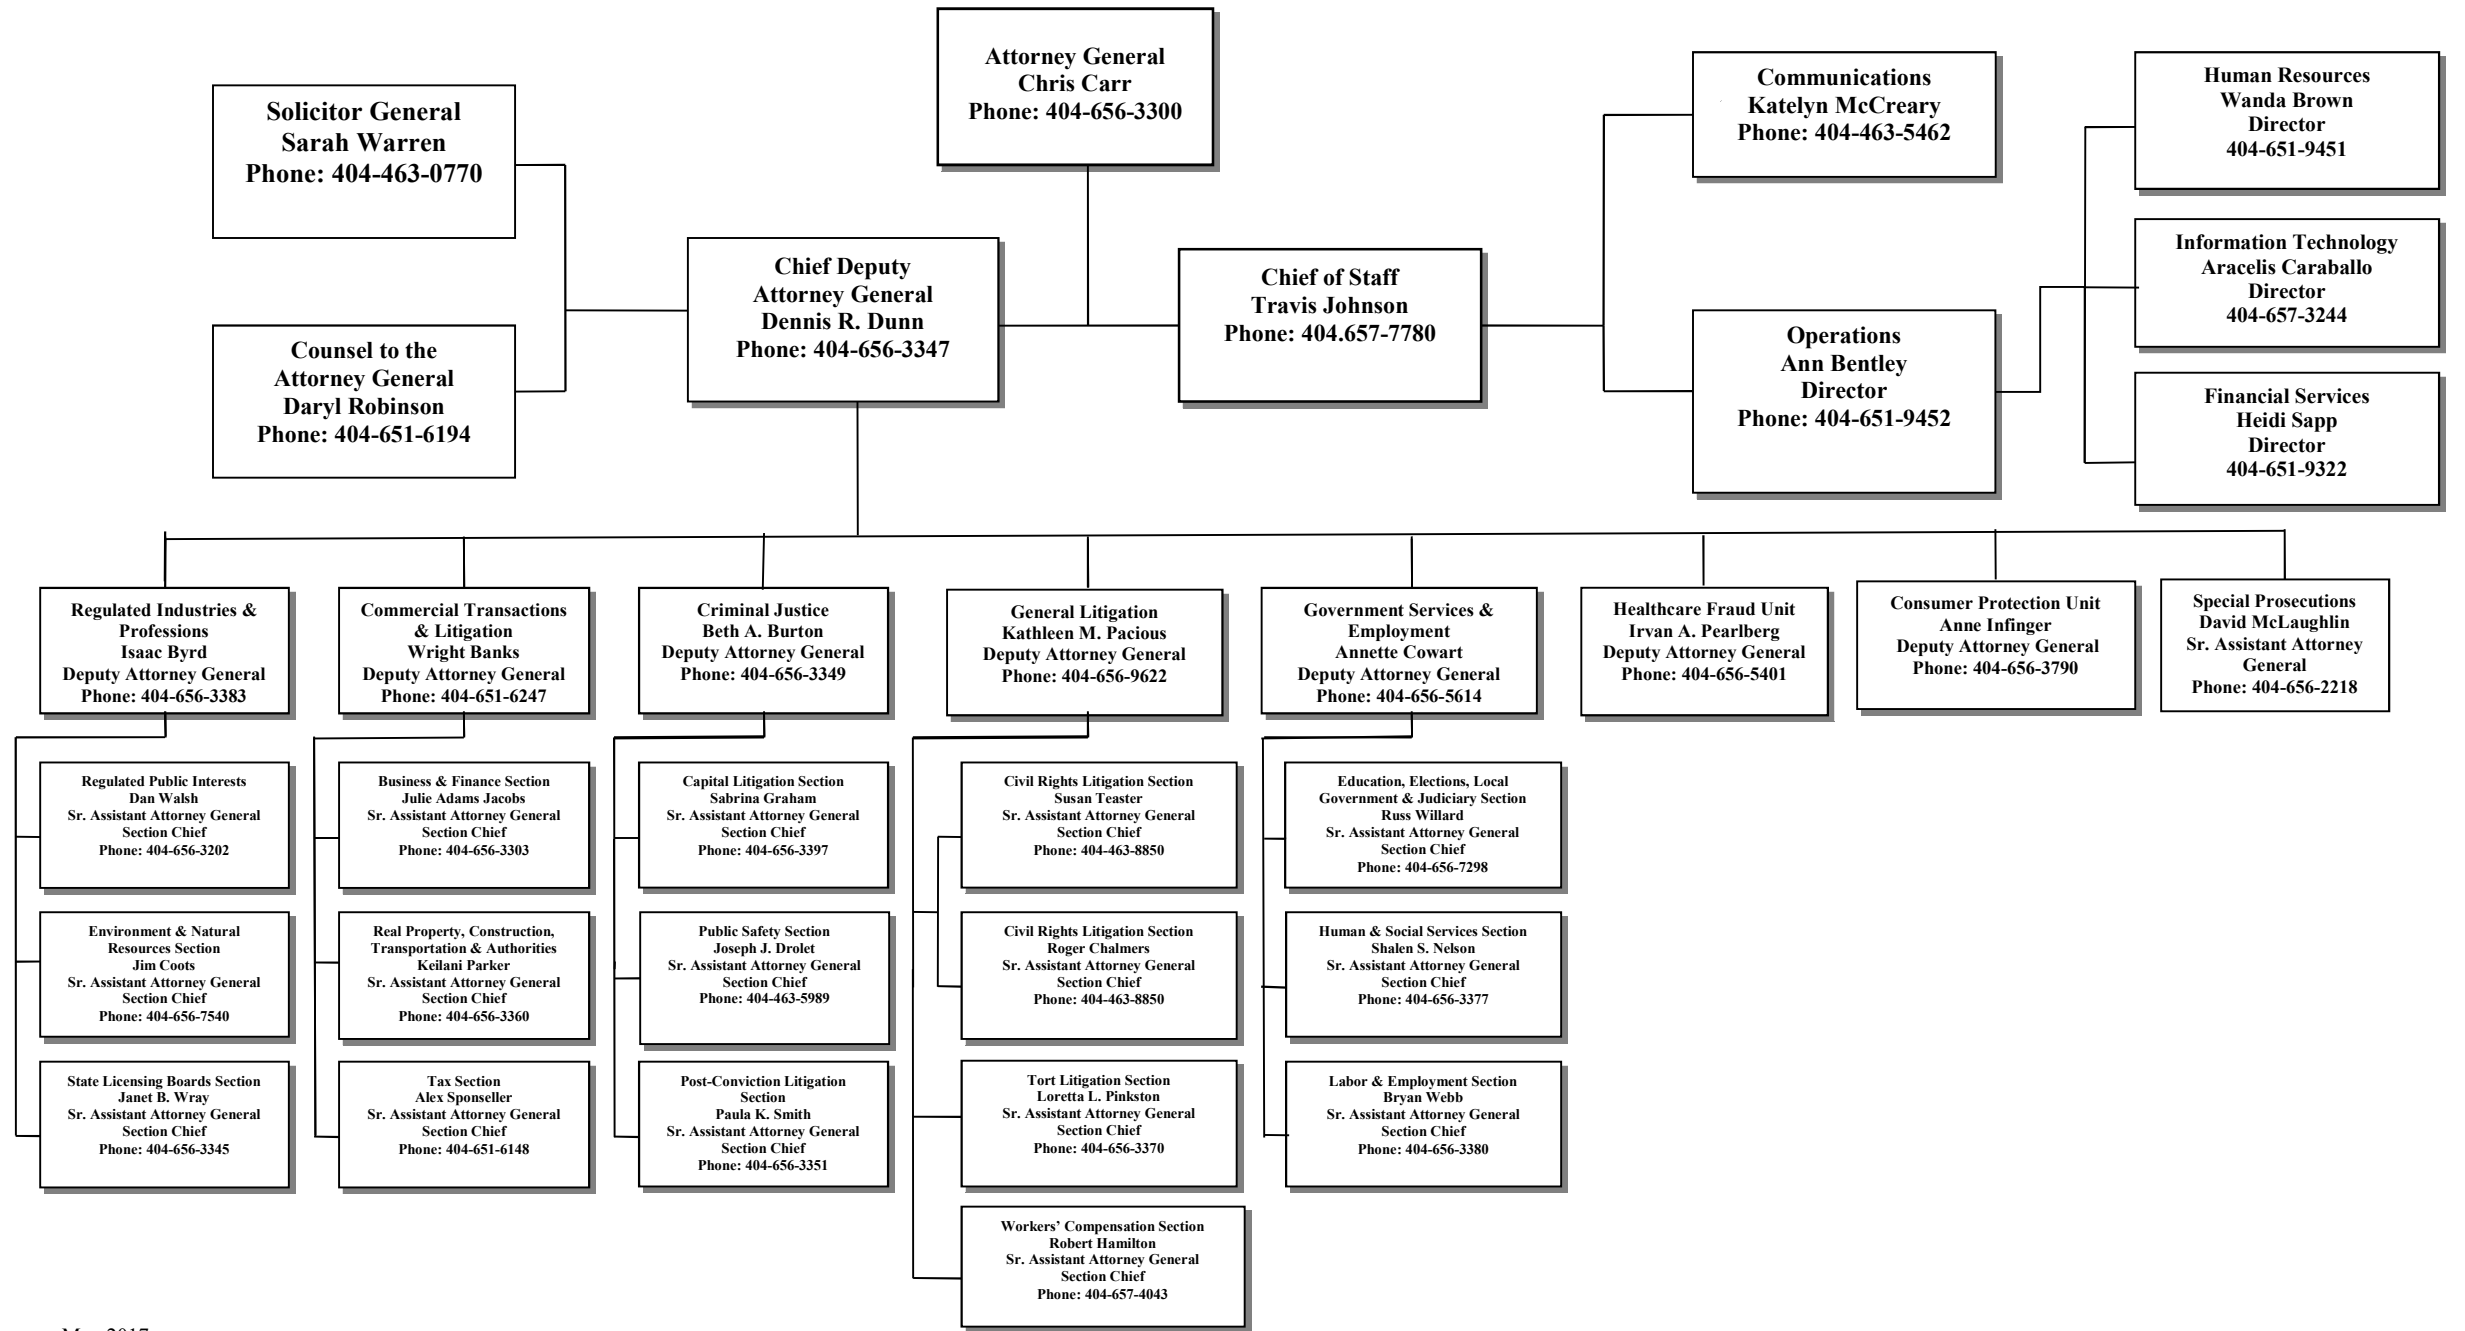 Attorney General
Chris Carr
Phone: 404-656-3300
Solicitor General
Sarah Warren
Phone: 404-463-0770
Counsel to the
Attorney General
Daryl Robinson
Phone: 404-651-6194
Chief Deputy
Attorney General
Dennis R. Dunn
Phone: 404-656-3347
Chief of Staff
Travis Johnson
Phone: 404.657-7780
Communications
Katelyn McCreary
Phone: 404-463-5462
Operations
Ann Bentley
Director
Phone: 404-651-9452
Human Resources
Wanda Brown
Director
404-651-9451
Information Technology
Aracelis Caraballo
Director
404-657-3244
Financial Services
Heidi Sapp
Director
404-651-9322
Regulated Industries &
Professions
Isaac Byrd
Deputy Attorney General
Phone: 404-656-3383
Commercial Transactions
& Litigation
Wright Banks
Deputy Attorney General
Phone: 404-651-6247
Criminal Justice
Beth A. Burton
Deputy Attorney General
Phone: 404-656-3349
General Litigation
Kathleen M. Pacious
Deputy Attorney General
Phone: 404-656-9622
Government Services &
Employment
Annette Cowart
Deputy Attorney General
Phone: 404-656-5614
Healthcare Fraud Unit
Irvan A. Pearlberg
Deputy Attorney General
Phone: 404-656-5401
Consumer Protection Unit
Anne Infinger
Deputy Attorney General
Phone: 404-656-3790
Special Prosecutions
David McLaughlin
Sr. Assistant Attorney
General
Phone: 404-656-2218
Regulated Public Interests
Dan Walsh
Sr. Assistant Attorney General
Section Chief
Phone: 404-656-3202
Environment & Natural
Resources Section
Jim Coots
Sr. Assistant Attorney General
Section Chief
Phone: 404-656-7540
State Licensing Boards Section
Janet B. Wray
Sr. Assistant Attorney General
Section Chief
Phone: 404-656-3345
Business & Finance Section
Julie Adams Jacobs
Sr. Assistant Attorney General
Section Chief
Phone: 404-656-3303
Real Property, Construction,
Transportation & Authorities
Keilani Parker
Sr. Assistant Attorney General
Section Chief
Phone: 404-656-3360
Tax Section
Alex Sponseller
Sr. Assistant Attorney General
Section Chief
Phone: 404-651-6148
Capital Litigation Section
Sabrina Graham
Sr. Assistant Attorney General
Section Chief
Phone: 404-656-3397
Public Safety Section
Joseph J. Drolet
Sr. Assistant Attorney General
Section Chief
Phone: 404-463-5989
Post-Conviction Litigation
Section
Paula K. Smith
Sr. Assistant Attorney General
Section Chief
Phone: 404-656-3351
Civil Rights Litigation Section
Susan Teaster
Sr. Assistant Attorney General
Section Chief
Phone: 404-463-8850
Civil Rights Litigation Section
Roger Chalmers
Sr. Assistant Attorney General
Section Chief
Phone: 404-463-8850
Tort Litigation Section
Loretta L. Pinkston
Sr. Assistant Attorney General
Section Chief
Phone: 404-656-3370
Workers’ Compensation Section
Robert Hamilton
Sr. Assistant Attorney General
Section Chief
Phone: 404-657-4043
Education, Elections, Local
Government & Judiciary Section
Russ Willard
Sr. Assistant Attorney General
Section Chief
Phone: 404-656-7298
Human & Social Services Section
Shalen S. Nelson
Sr. Assistant Attorney General
Section Chief
Phone: 404-656-3377
Labor & Employment Section
Bryan Webb
Sr. Assistant Attorney General
Section Chief
Phone: 404-656-3380
2017